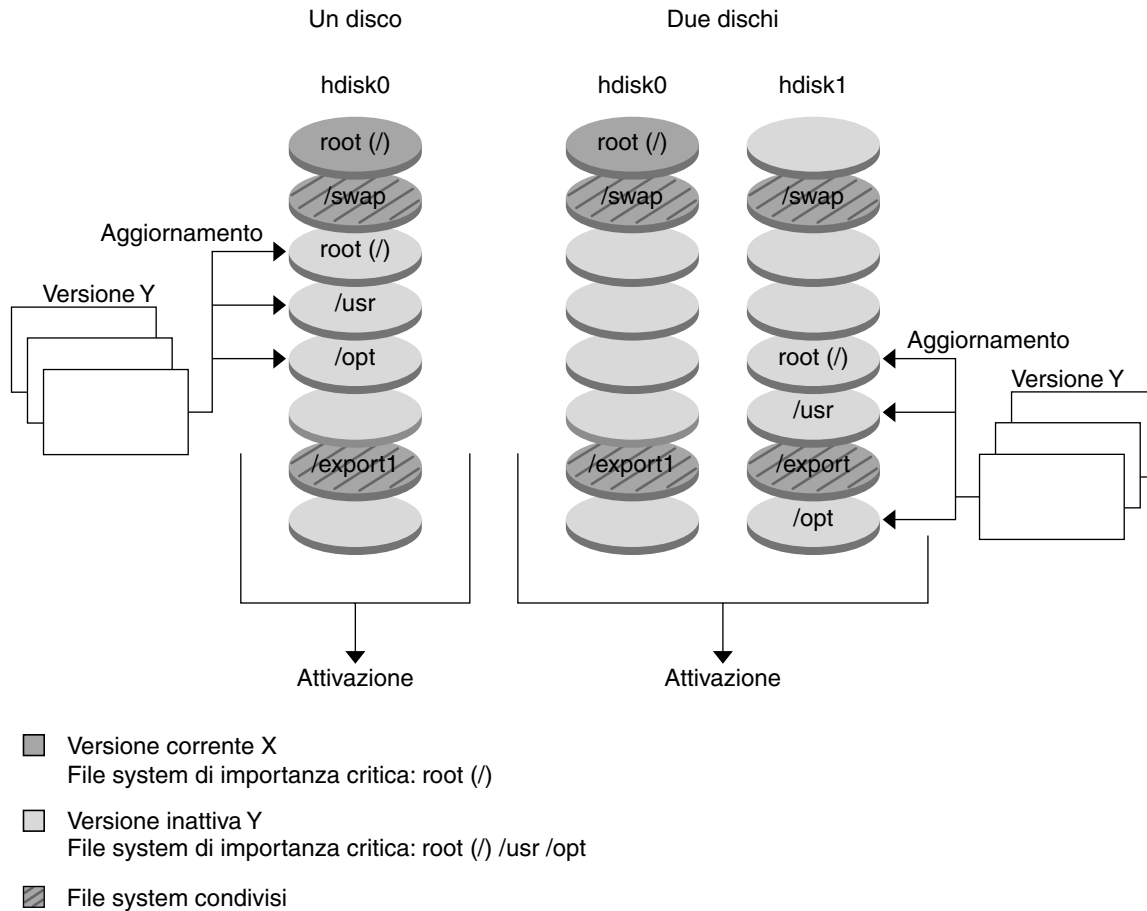 Un disco
Due dischi
hdisk0
hdisk0
hdisk1
root (/)
root (/)
/swap
/swap
/swap
Aggiornamento
root (/)
Versione Y
/usr
/opt
root (/)
Aggiornamento
Versione Y
/usr
/export1
/export1
/export
/opt
Attivazione
Attivazione
Versione corrente X
File system di importanza critica: root (/)
Versione inattiva Y
File system di importanza critica: root (/) /usr /opt
File system condivisi